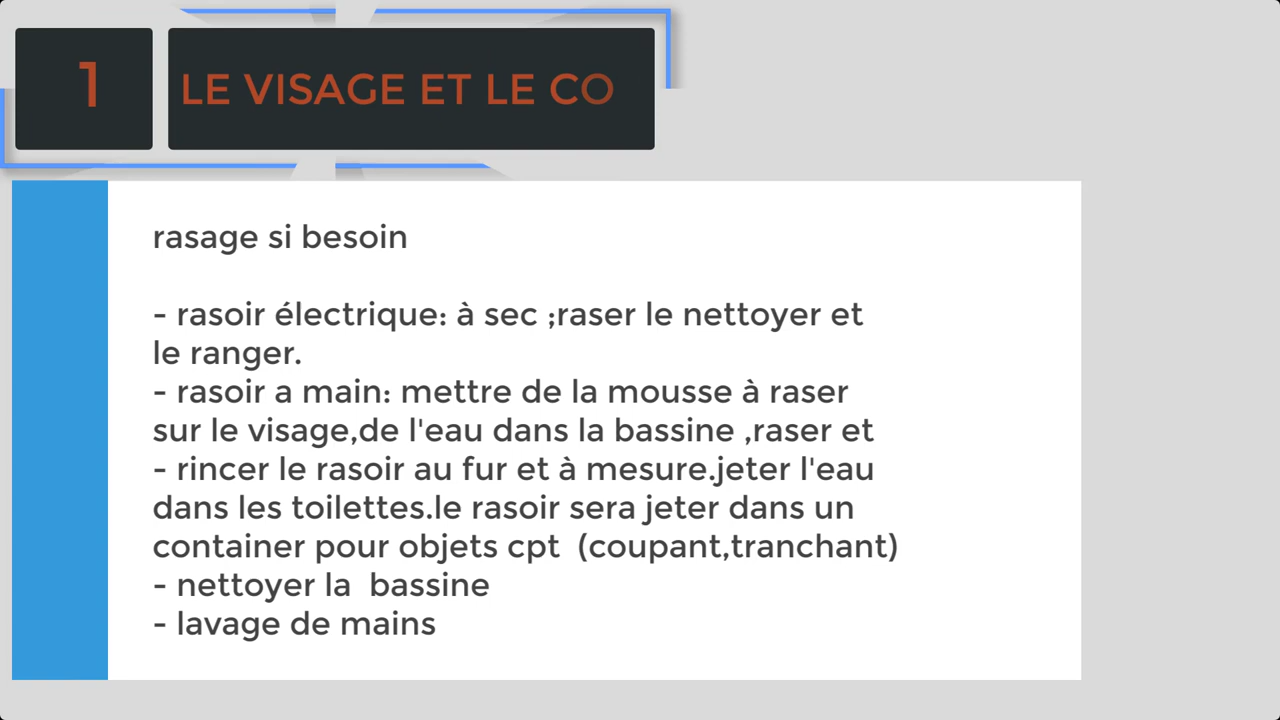 1
LE VISAGE ET LE CO
rasage si besoin
- rasoir électrique: à sec ;raser le nettoyer et
le ranger.
- rasoir a main: mettre de la mousse à raser
sur le visage,de l'eau dans la bassine ,raser et
- rincer le rasoir au fur et à mesure.jeter l'eau
dans les toilettes.le rasoir sera jeter dans un
container pour objets cpt  (coupant,tranchant)
- nettoyer la  bassine
- lavage de mains